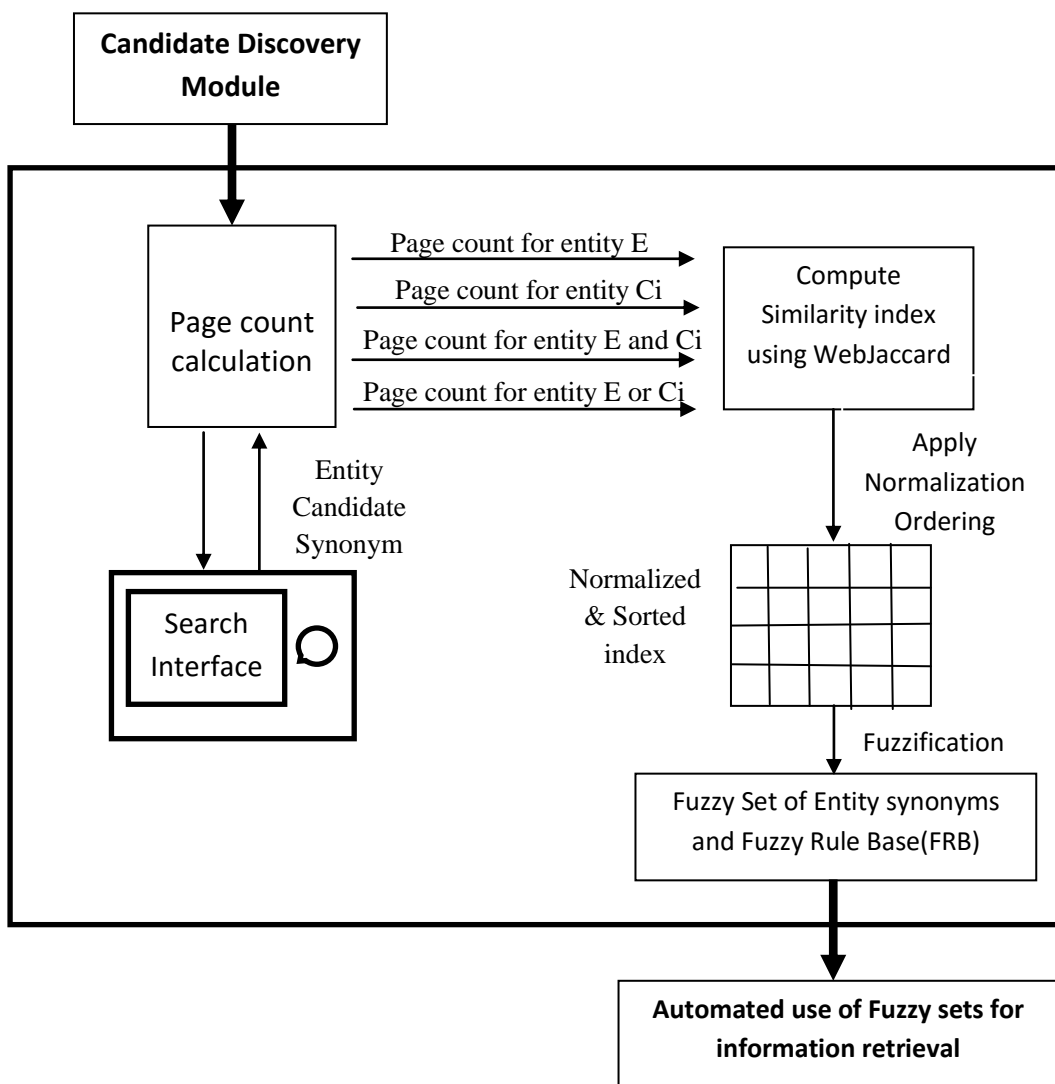 Candidate Discovery
Module
Page count
calculation
Page count for entity E
Page count for entity Ci
Page count for entity E and Ci
Page count for entity E or Ci
Compute
Similarity index
using WebJaccard
Entity
Candidate
Synonym
Search
Interface
Apply
Normalization
Ordering
Normalized
& Sorted
index
Fuzzification
Fuzzy Set of Entity synonyms
and Fuzzy Rule Base(FRB)
Automated use of Fuzzy sets for
information retrieval